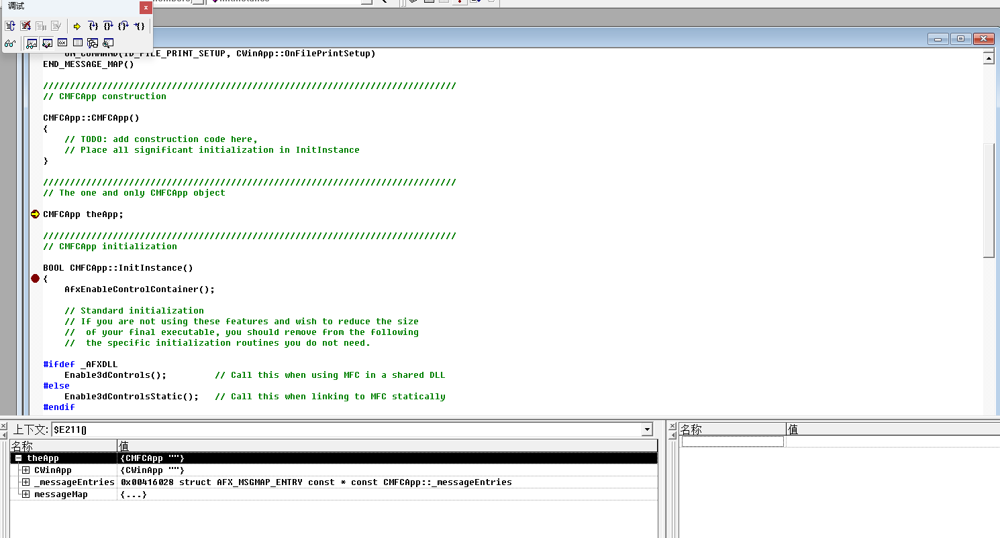 调试
ON_COMMAND(ID_FILE_PRINT_SETUP, CWinApp::OnFilePrintSetup)
END_MESSAGE_MAP()
/////////////////////////////////////////////////////////////////////////////
// CMFCApp construction
CMFCApp::CMFCApp()
{
// TODO: add construction code here,
// Place all significant initialization in InitInstance
}
/////////////////////////////////////////////////////////////////////////////
// The one and only CMFCApp object
CMFCApp theApp;
/////////////////////////////////////////////////////////////////////////////
// CMFCApp initialization
BOOL CMFCApp::InitInstance()
{
AfxEnableControlContainer();
// Standard initialization
// If you are not using these features and wish to reduce the size
//  of your final executable, you should remove from the following
//  the specific initialization routines you do not need.
#ifdef _AFXDLL
Enable3dControls();         // Call this when using MFC in a shared DLL
#else
Enable3dControlsStatic();   // Call this when linking to MFC statically
#endif
上下文: $E211()
名称 值
theApp {CMFCApp ""}
CWinApp {CWinApp ""}
_messageEntries 0x00416028 struct AFX_MSGMAP_ENTRY const * const CMFCApp::_messageEntries
messageMap {...}
名称 值